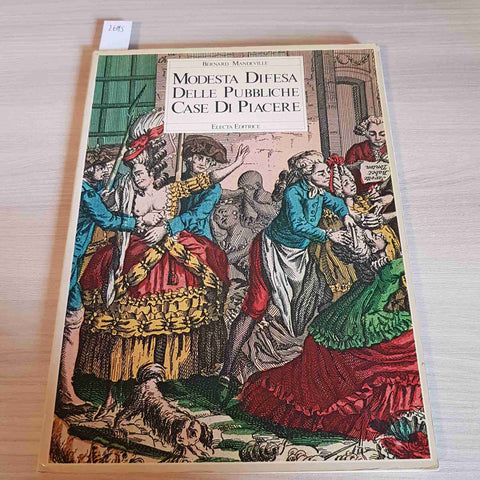 2695
BERNARD MANDEVILLE
MODESTA DIFESA
DELLE PUBBLICHE
CASE DI PIACERE
ELECTA EDITRICE